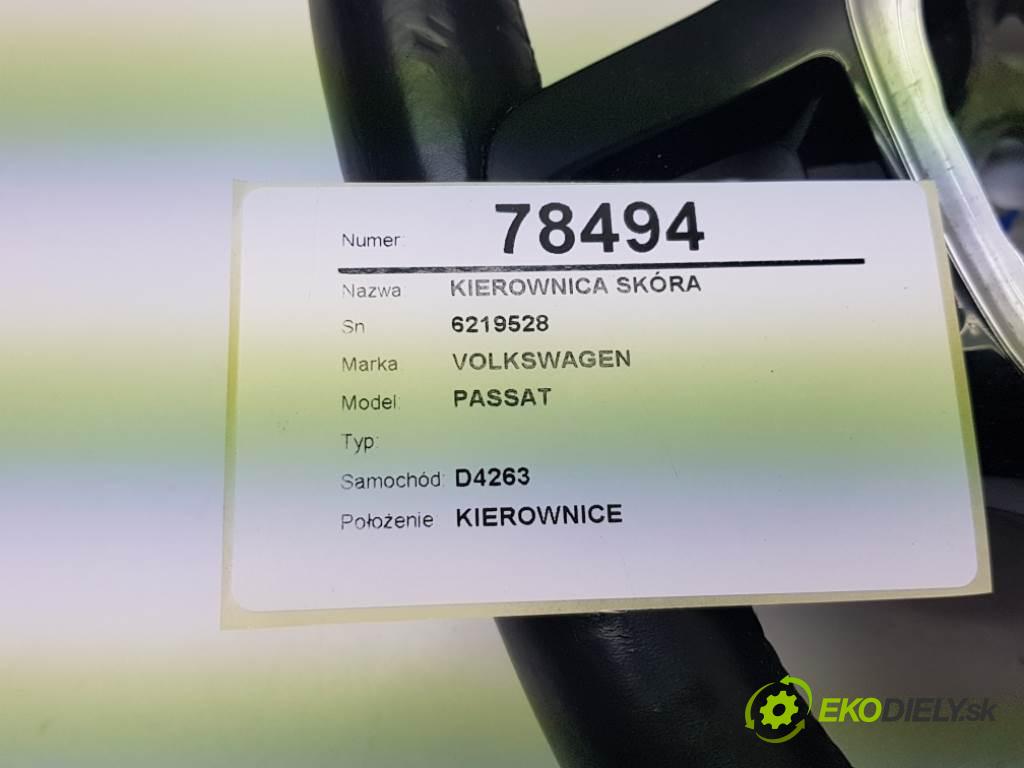 Numer: 78494
Nazwa KIEROWNICA SKÓRA
Sn 6219528
Marka VOLKSWAGEN
Model: PASSAT
Typ:
Samochód: D4263
Położenie KIEROWNICE
EKODIELY.sk